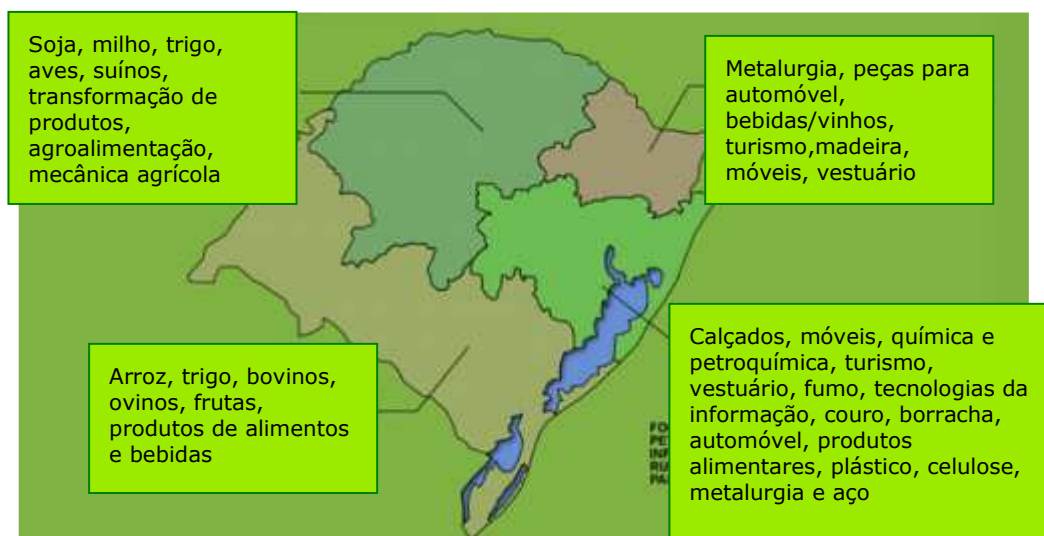 Soja, milho, trigo,
aves, suínos,
transformação de
produtos,
agroalimentação,
mecânica agrícola
Metalurgia, peças para
automóvel,
bebidas/vinhos,
turismo,madeira,
móveis, vestuário
Arroz, trigo, bovinos,
ovinos, frutas,
produtos de alimentos
e bebidas
Calçados, móveis, química e
petroquímica, turismo,
vestuário, fumo, tecnologias da
informação, couro, borracha,
automóvel, produtos
alimentares, plástico, celulose,
metalurgia e aço